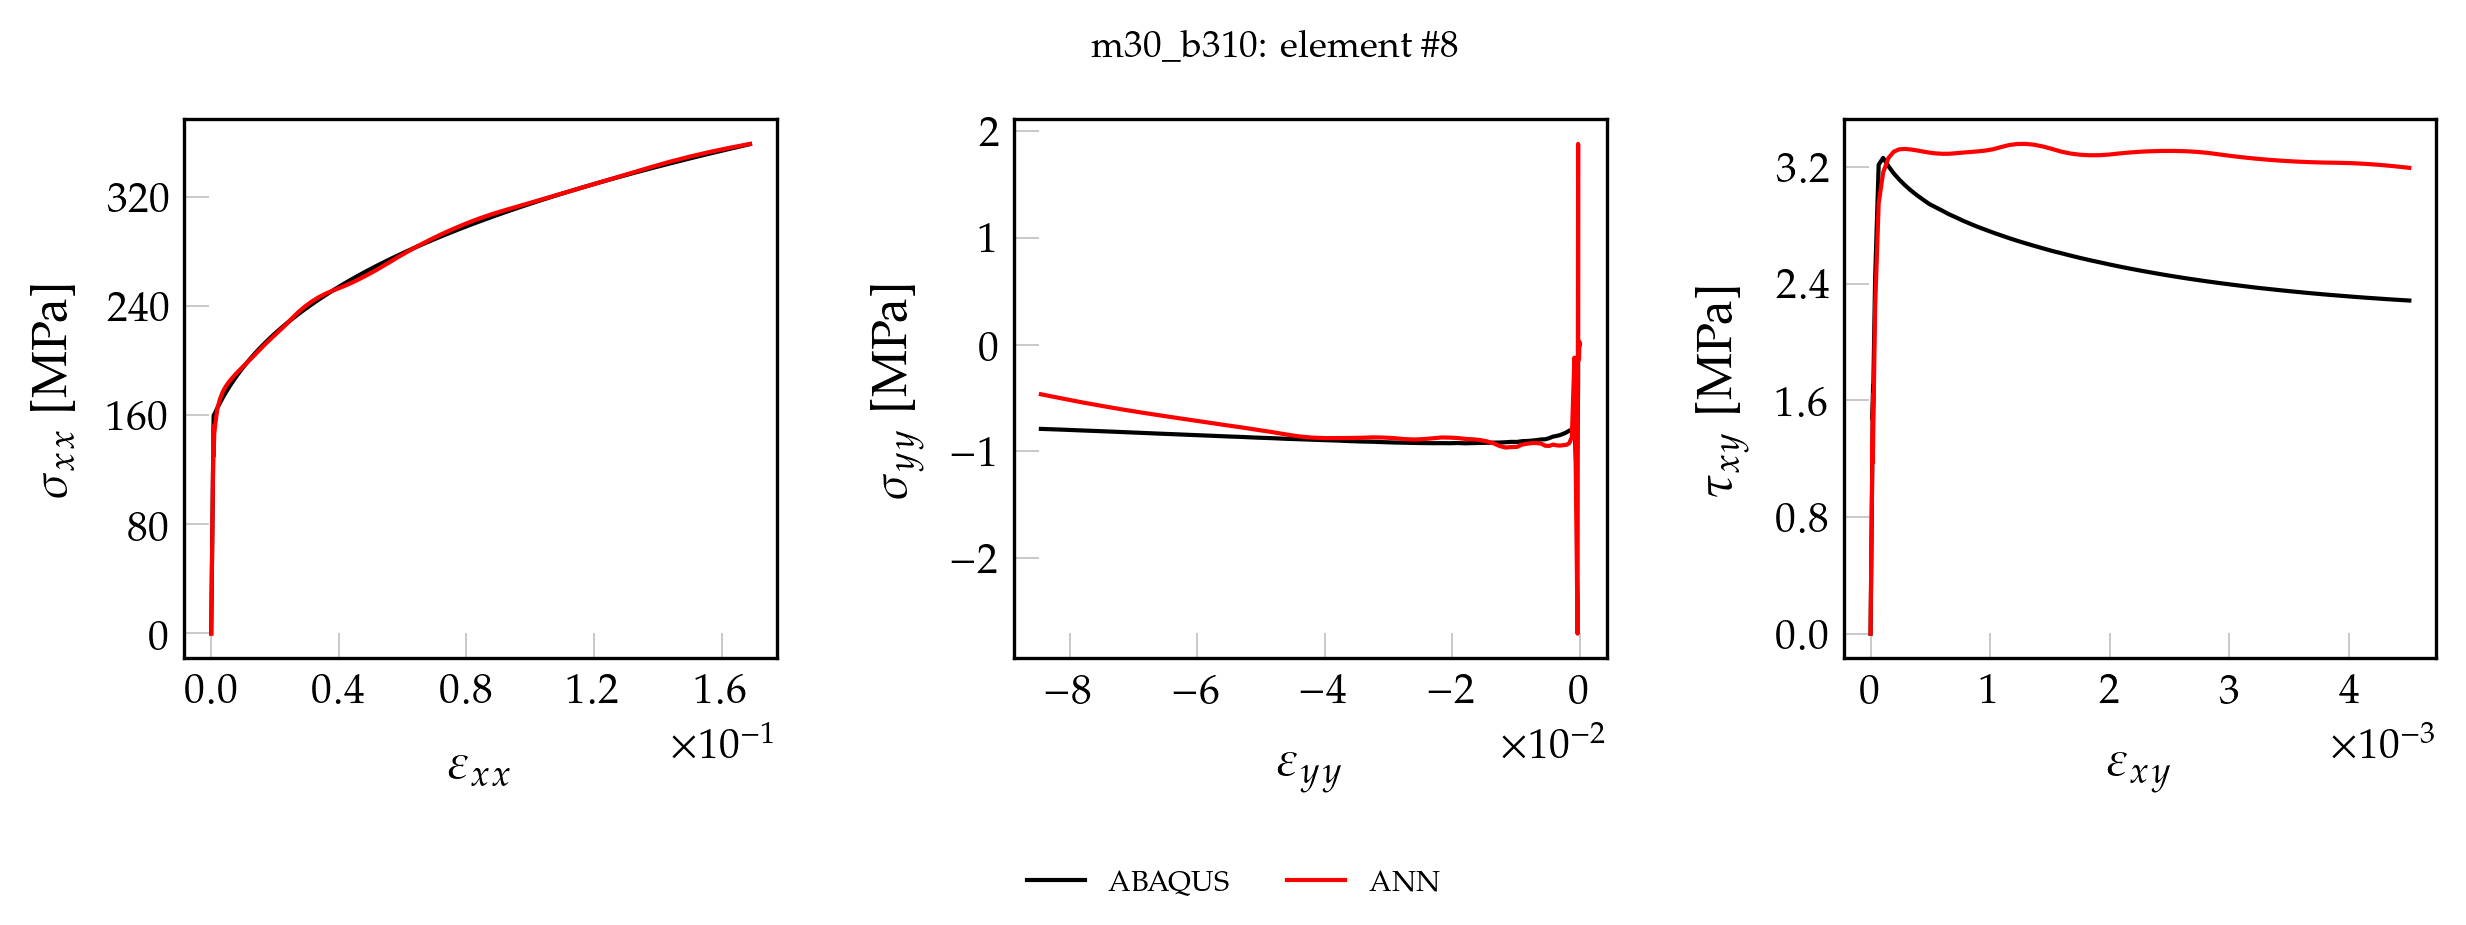 m30_b310: element #8
σxx [MPa]
320
240
160
80
0
0.0 0.4 0.8 1.2 1.6
×10⁻¹
εxx
σyy [MPa]
2
1
0
−1
−2
−8 −6 −4 −2 0
×10⁻²
εyy
τxy [MPa]
3.2
2.4
1.6
0.8
0.0
0 1 2 3 4
×10⁻³
εxy
ABAQUS ANN